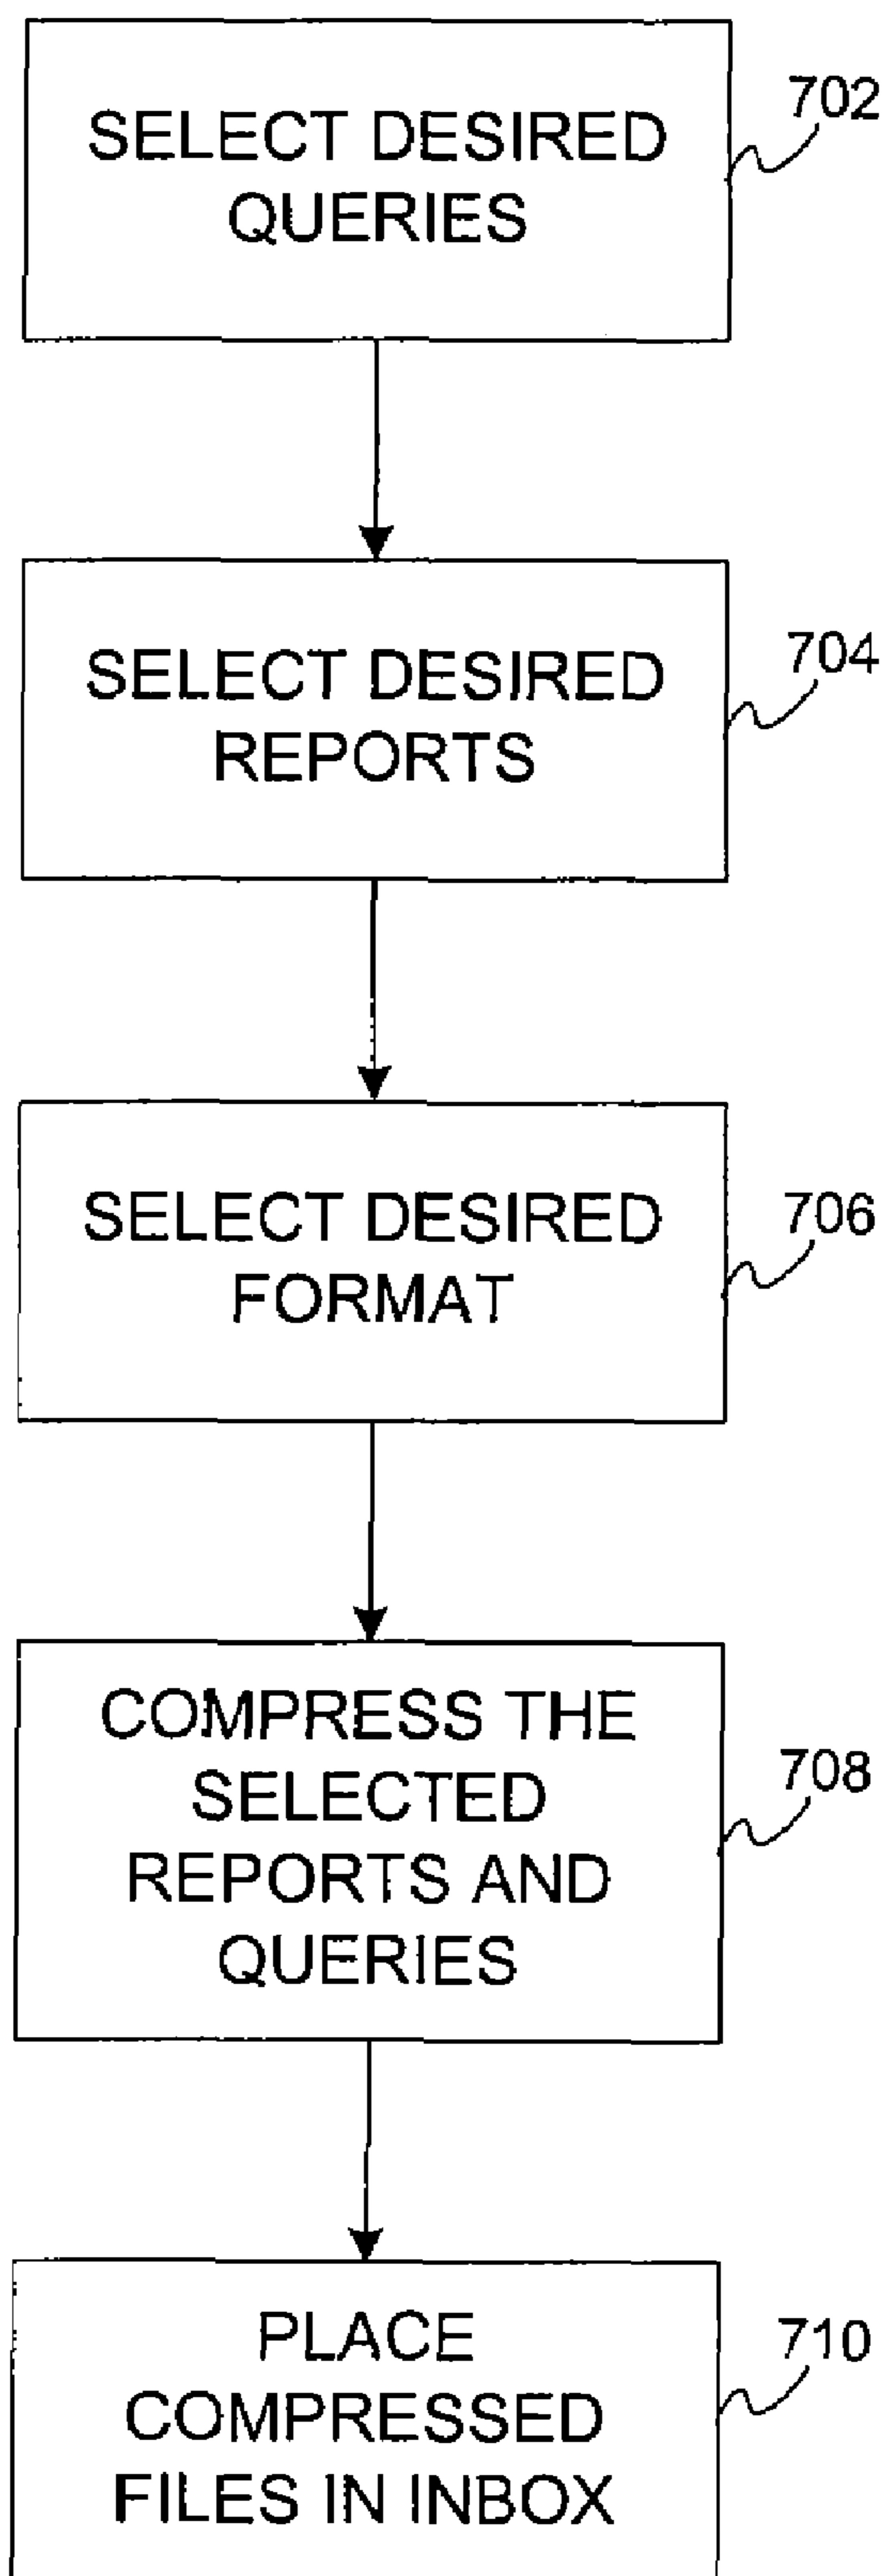 702
SELECT DESIRED
QUERIES
704
SELECT DESIRED
REPORTS
706
SELECT DESIRED
FORMAT
708
COMPRESS THE
SELECTED
REPORTS AND
QUERIES
710
PLACE
COMPRESSED
FILES IN INBOX